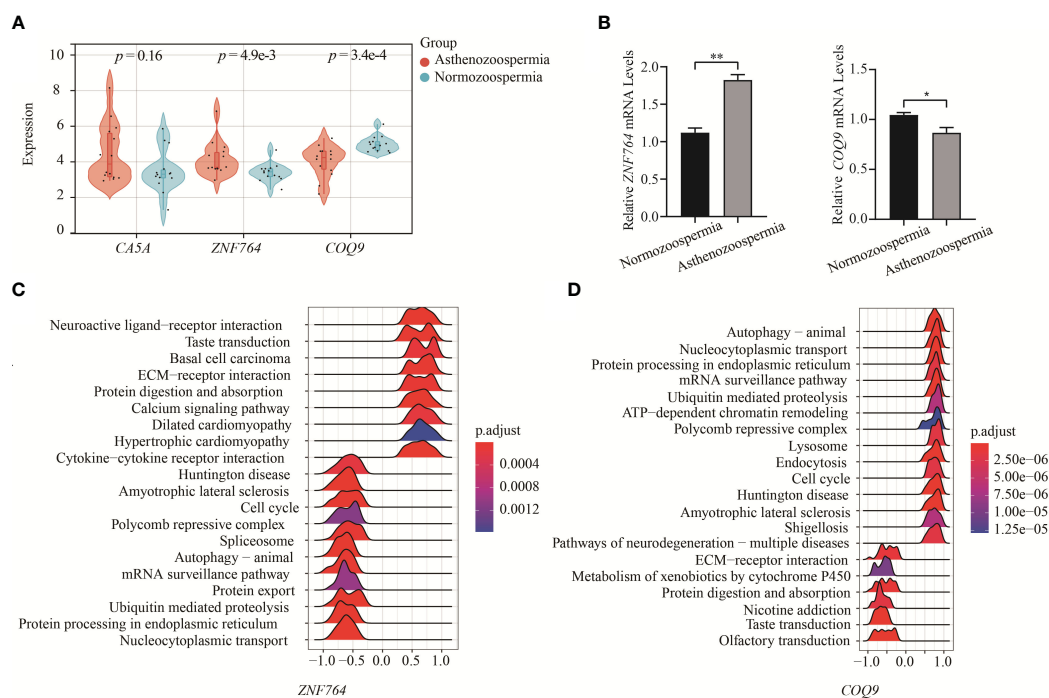 A
Group
Asthenozoospermia
Normozoospermia
p = 0.16
p = 4.9e-3
p = 3.4e-4
10
8
6
4
2
0
Expression
CA5A
ZNF764
COQ9
B
**
2.0
1.5
1.0
0.5
0.0
Relative ZNF764 mRNA Levels
Normozoospermia
Asthenozoospermia
*
1.5
1.0
0.5
0.0
Relative COQ9 mRNA Levels
Normozoospermia
Asthenozoospermia
C
Neuroactive ligand−receptor interaction
Taste transduction
Basal cell carcinoma
ECM−receptor interaction
Protein digestion and absorption
Calcium signaling pathway
Dilated cardiomyopathy
Hypertrophic cardiomyopathy
Cytokine−cytokine receptor interaction
Huntington disease
Amyotrophic lateral sclerosis
Cell cycle
Polycomb repressive complex
Spliceosome
Autophagy − animal
mRNA surveillance pathway
Protein export
Ubiquitin mediated proteolysis
Protein processing in endoplasmic reticulum
Nucleocytoplasmic transport
−1.0 −0.5 0.0 0.5 1.0
ZNF764
p.adjust
0.0004
0.0008
0.0012
D
Autophagy − animal
Nucleocytoplasmic transport
Protein processing in endoplasmic reticulum
mRNA surveillance pathway
Ubiquitin mediated proteolysis
ATP−dependent chromatin remodeling
Polycomb repressive complex
Lysosome
Endocytosis
Cell cycle
Huntington disease
Amyotrophic lateral sclerosis
Shigellosis
Pathways of neurodegeneration − multiple diseases
ECM−receptor interaction
Metabolism of xenobiotics by cytochrome P450
Protein digestion and absorption
Nicotine addiction
Taste transduction
Olfactory transduction
−1.0 0.0 1.0
COQ9
p.adjust
2.50e−06
5.00e−06
7.50e−06
1.00e−05
1.25e−05